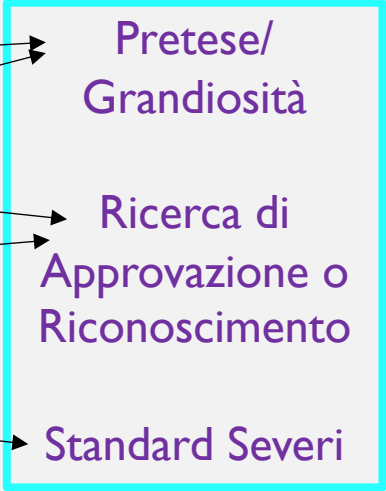 Pretese/
Grandiosità
Ricerca di
Approvazione o
Riconoscimento
Standard Severi